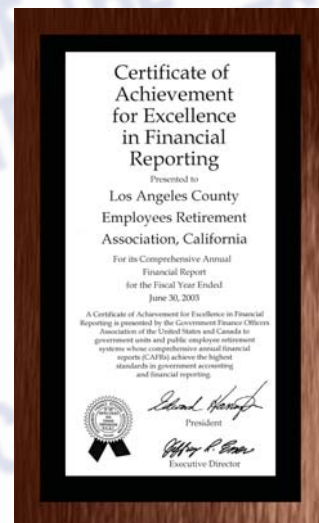 Certificate of
Achievement
for Excellence
in Financial
Reporting
Presented to
Los Angeles County
Employees Retirement
Association, California
For its Comprehensive Annual
Financial Report
for the Fiscal Year Ended
June 30, 2003
A Certificate of Achievement for Excellence in Financial
Reporting is presented by the Government Finance Officers
Association of the United States and Canada to
government units and public employee retirement
systems whose comprehensive annual financial
reports (CAFRs) achieve the highest
standards in government accounting
and financial reporting.
President
Executive Director